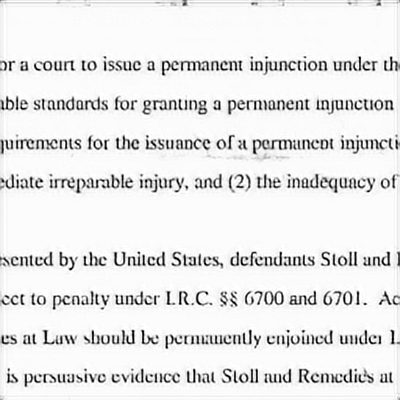 or a court to issue a permanent injunction under th
able standards for granting a permanent injunction
quirements for the issuance of a permanent injuncti
ediate irreparable injury, and (2) the inadequacy of
esented by the United States, defendants Stoll and
ect to penalty under I.R.C. §§ 6700 and 6701. Ac
es at Law should be permanently enjoined under I.
is persuasive evidence that Stoll and Remedies at